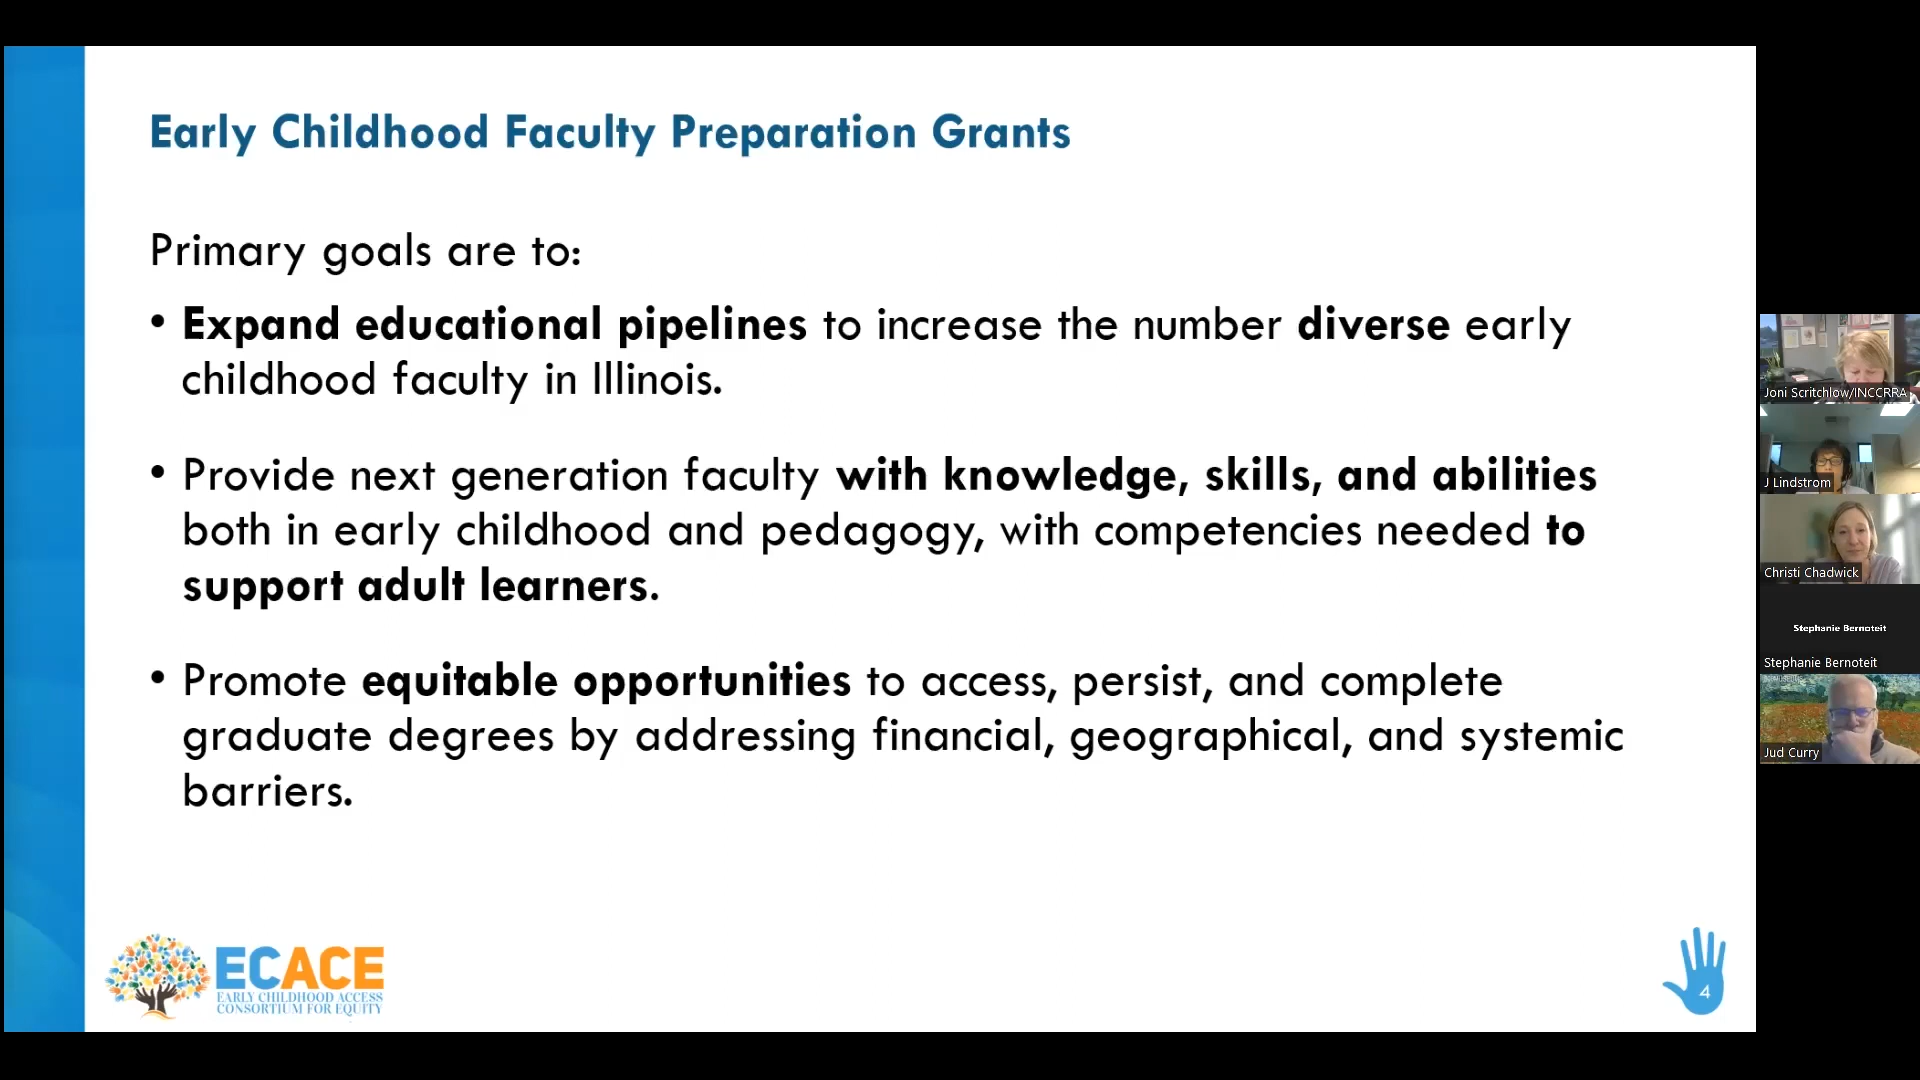 Early Childhood Faculty Preparation Grants
Primary goals are to:
• Expand educational pipelines to increase the number diverse early
childhood faculty in Illinois.
• Provide next generation faculty with knowledge, skills, and abilities
both in early childhood and pedagogy, with competencies needed to
support adult learners.
• Promote equitable opportunities to access, persist, and complete
graduate degrees by addressing financial, geographical, and systemic
barriers.
ECACE
EARLY CHILDHOOD ACCESS
CONSORTIUM FOR EQUITY
4
Joni Scritchlow/INCCRRA
J Lindstrom
Christi Chadwick
Stephanie Bernoteit
Stephanie Bernoteit
Jud Curry